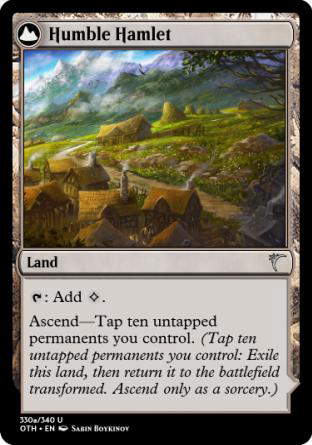 Humble Hamlet
Land
: Add .
Ascend—Tap ten untapped
permanents you control. (Tap ten
untapped permanents you control: Exile
this land, then return it to the battlefield
transformed. Ascend only as a sorcery.)
330a/340 U
OTH • EN Sabin Boykinov